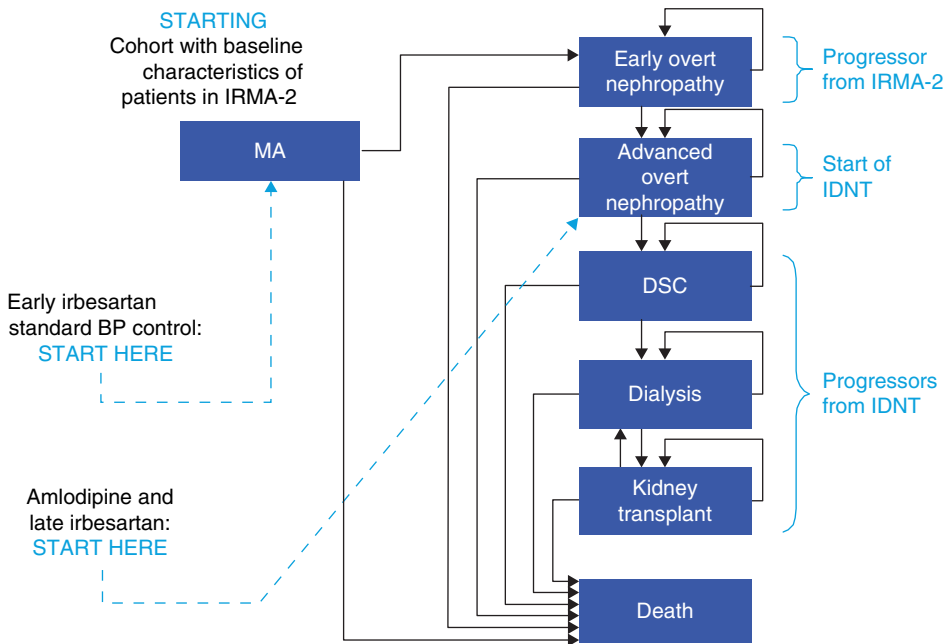 STARTING
Cohort with baseline
characteristics of
patients in IRMA-2
MA
Early irbesartan
standard BP control:
START HERE
Amlodipine and
late irbesartan:
START HERE
Early overt
nephropathy
Advanced
overt
nephropathy
DSC
Dialysis
Kidney
transplant
Death
Progressor
from IRMA-2
Start of
IDNT
Progressors
from IDNT